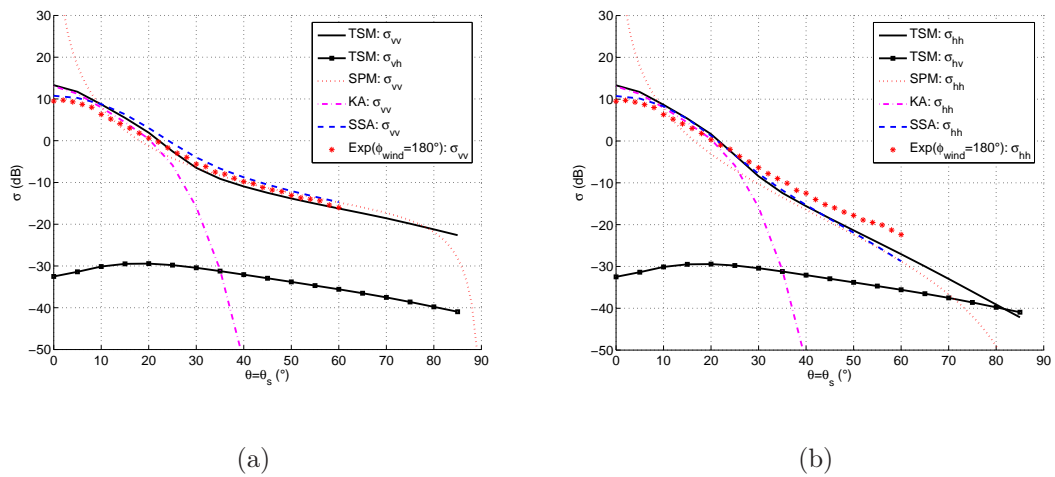 30
20
10
0
−10
−20
−30
−40
−50
σ (dB)
0 10 20 30 40 50 60 70 80 90
θ=θs (°)
TSM: σvv
TSM: σvh
SPM: σvv
KA: σvv
SSA: σvv
Exp(ϕwind=180°): σvv
(a)
30
20
10
0
−10
−20
−30
−40
−50
σ (dB)
0 10 20 30 40 50 60 70 80 90
θ=θs (°)
TSM: σhh
TSM: σhv
SPM: σhh
KA: σhh
SSA: σhh
Exp(ϕwind=180°): σhh
(b)